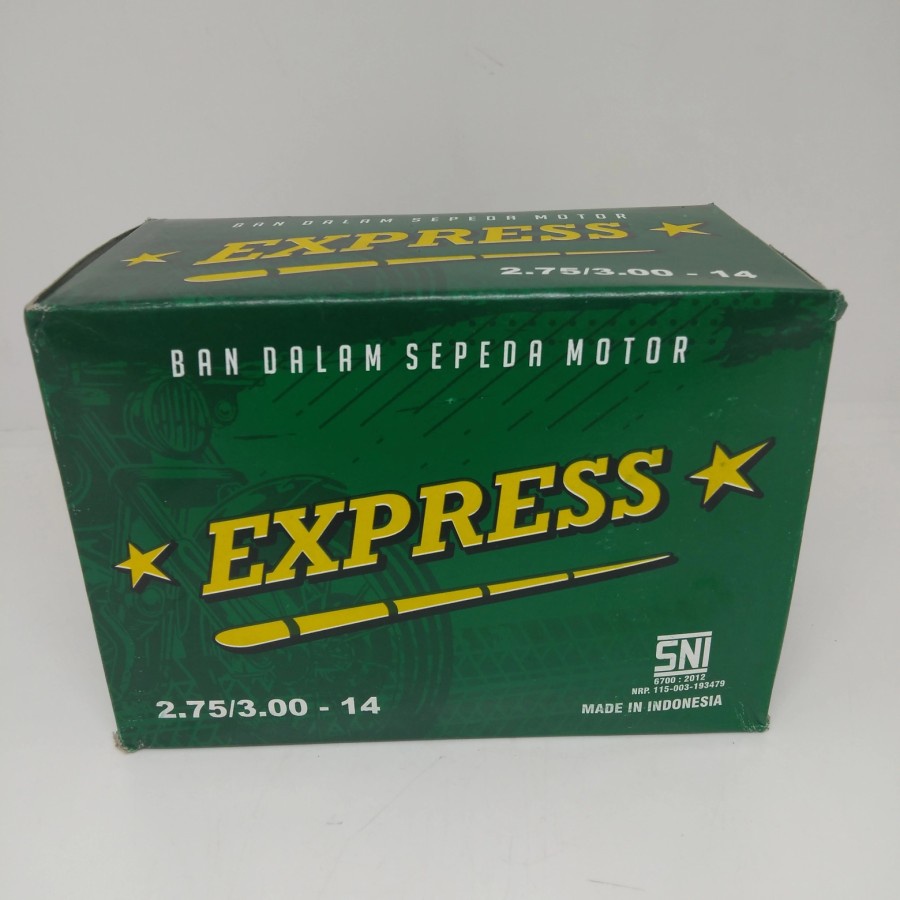 BAN DALAM SEPEDA MOTOR
EXPRESS
2.75/3.00 - 14
BAN DALAM SEPEDA MOTOR
EXPRESS
2.75/3.00 - 14
SNI
6700 : 2012
NRP. 115-003-193479
MADE IN INDONESIA